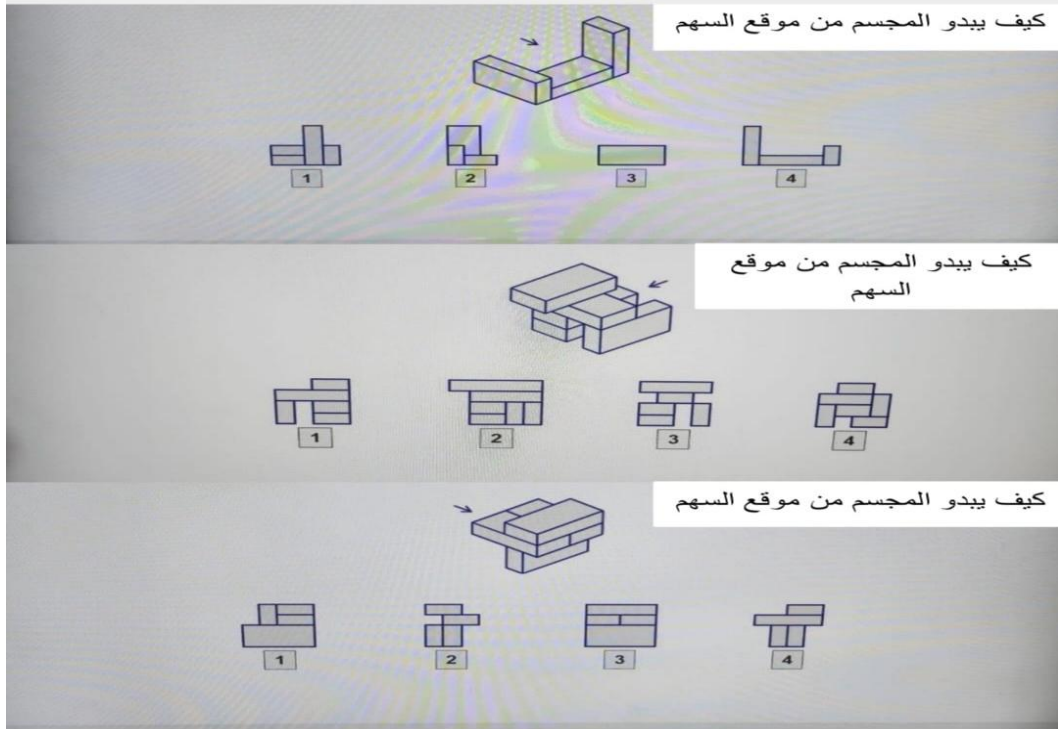 كيف يبدو المجسم من موقع السهم
1 2 3 4
كيف يبدو المجسم من موقع
السهم
1 2 3 4
كيف يبدو المجسم من موقع السهم
1 2 3 4